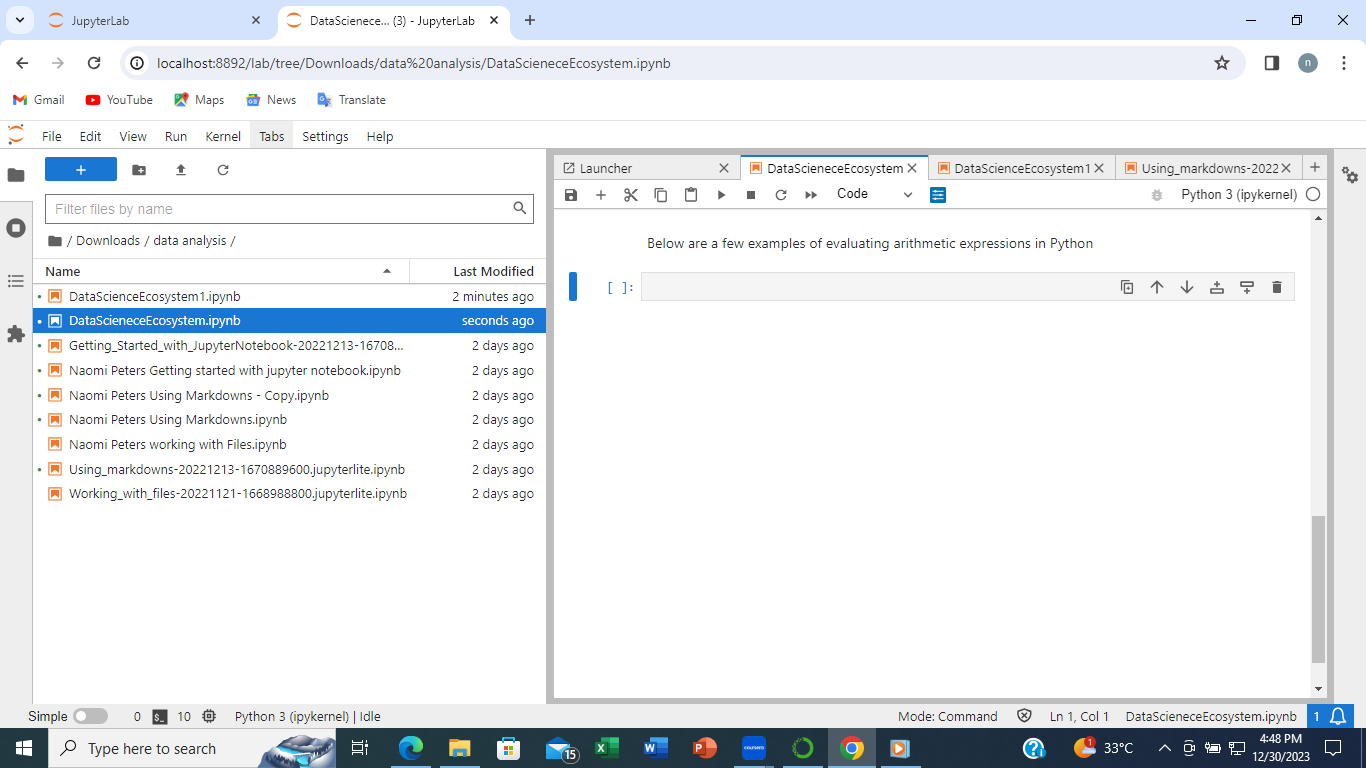 JupyterLab
DataScienece... (3) - JupyterLab
localhost:8892/lab/tree/Downloads/data%20analysis/DataScieneceEcosystem.ipynb
n
Gmail YouTube Maps News Translate
File Edit View Run Kernel Tabs Settings Help
Filter files by name
/ Downloads / data analysis /
Name Last Modified
DataScienceEcosystem1.ipynb 2 minutes ago
DataScieneceEcosystem.ipynb seconds ago
Getting_Started_with_JupyterNotebook-20221213-16708... 2 days ago
Naomi Peters Getting started with jupyter notebook.ipynb 2 days ago
Naomi Peters Using Markdowns - Copy.ipynb 2 days ago
Naomi Peters Using Markdowns.ipynb 2 days ago
Naomi Peters working with Files.ipynb 2 days ago
Using_markdowns-20221213-1670889600.jupyterlite.ipynb 2 days ago
Working_with_files-20221121-1668988800.jupyterlite.ipynb 2 days ago
Launcher DataScieneceEcosystem DataScienceEcosystem1 Using_markdowns-2022
Code Python 3 (ipykernel)
Below are a few examples of evaluating arithmetic expressions in Python
[ ]:
Simple 0 10 Python 3 (ipykernel) | Idle Mode: Command Ln 1, Col 1 DataScieneceEcosystem.ipynb 1
Type here to search 15 coursera 1 33°C 4:48 PM
12/30/2023